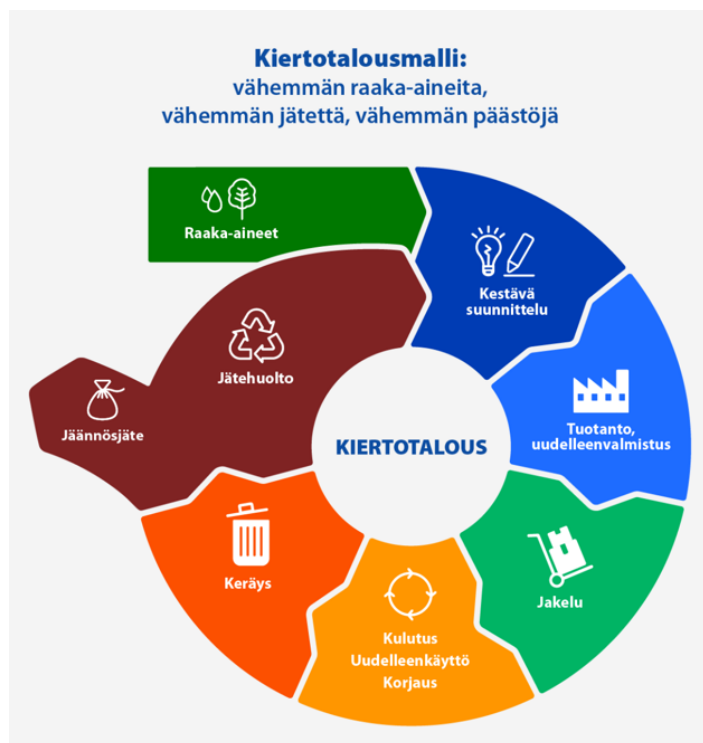 Kiertotalousmalli:
vähemmän raaka-aineita,
vähemmän jätettä, vähemmän päästöjä
Raaka-aineet
Kestävä
suunnittelu
Tuotanto,
uudelleenvalmistus
Jakelu
Kulutus
Uudelleenkäyttö
Korjaus
Keräys
Jätehuolto
Jäännösjäte
KIERTOTALOUS